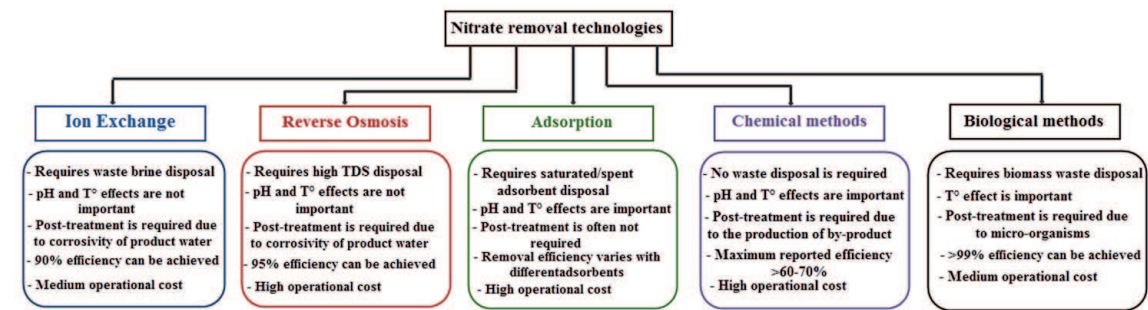 Nitrate removal technologies
Ion Exchange
- Requires waste brine disposal
- pH and T° effects are not
important
- Post-treatment is required due
to corrosivity of product water
- 90% efficiency can be achieved
- Medium operational cost
Reverse Osmosis
- Requires high TDS disposal
- pH and T° effects are not
important
- Post-treatment is required due
to corrosivity of product water
- 95% efficiency can be achieved
- High operational cost
Adsorption
- Requires saturated/spent
adsorbent disposal
- pH and T° effects are important
- Post-treatment is often not
required
- Removal efficiency varies with
differentadsorbents
- High operational cost
Chemical methods
- No waste disposal is required
- pH and T° effects are important
- Post-treatment is required due
to the production of by-product
- Maximum reported efficiency
>60-70%
- High operational cost
Biological methods
- Requires biomass waste disposal
- T° effect is important
- Post-treatment is required due
to micro-organisms
- >99% efficiency can be achieved
- Medium operational cost